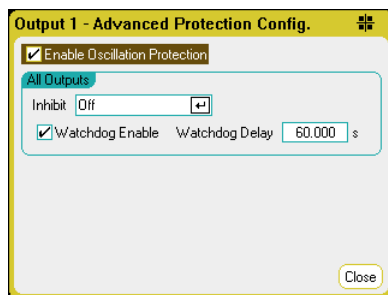 Output 1 - Advanced Protection Config.
Enable Oscillation Protection
All Outputs
Inhibit Off
Watchdog Enable Watchdog Delay 60.000 s
Close